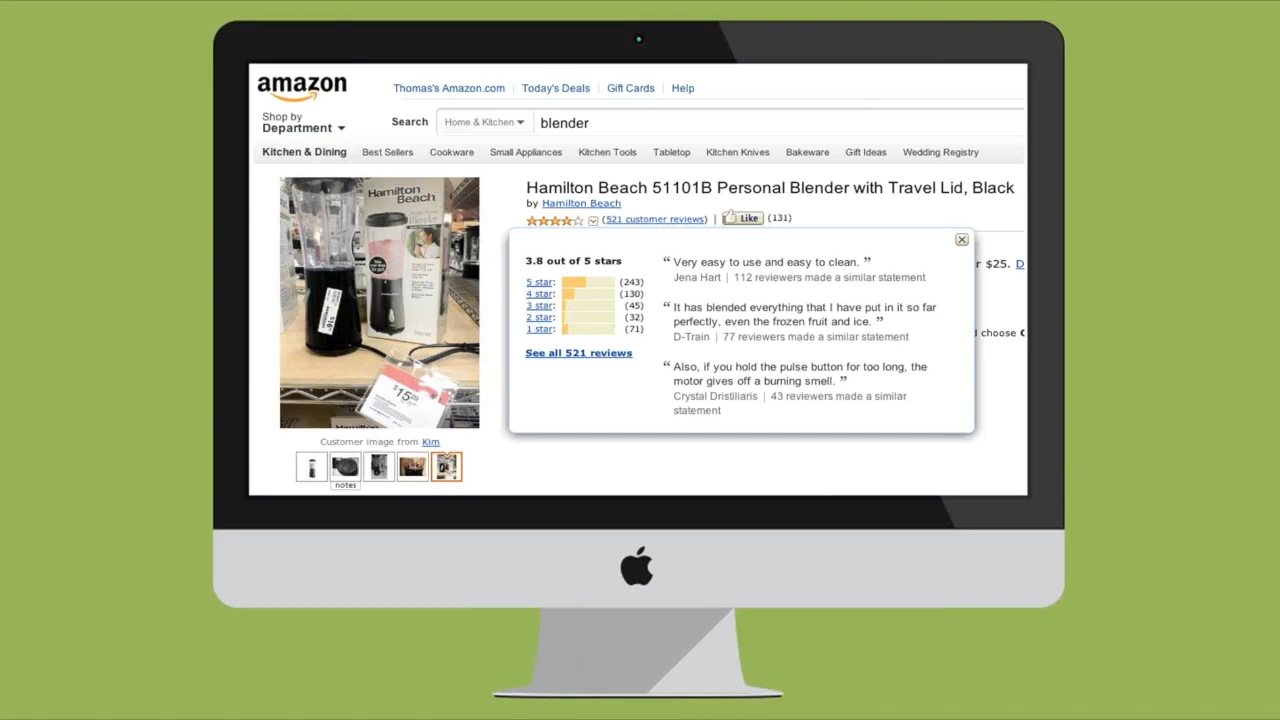 amazon
Thomas's Amazon.com
Today's Deals
Gift Cards
Help
Shop by
Department
Search
Home & Kitchen
blender
Kitchen & Dining
Best Sellers
Cookware
Small Appliances
Kitchen Tools
Tabletop
Kitchen Knives
Bakeware
Gift Ideas
Wedding Registry
Hamilton Beach 51101B Personal Blender with Travel Lid, Black
by Hamilton Beach
(521 customer reviews) | Like (131)
3.8 out of 5 stars
5 star: (243)
4 star: (130)
3 star: (45)
2 star: (32)
1 star: (71)
See all 521 reviews
“ Very easy to use and easy to clean. ”
Jena Hart | 112 reviewers made a similar statement
“ It has blended everything that I have put in it so far
perfectly, even the frozen fruit and ice. ”
D-Train | 77 reviewers made a similar statement
“ Also, if you hold the pulse button for too long, the
motor gives off a burning smell. ”
Crystal Dristiliaris | 43 reviewers made a similar
statement
r $25. D
d choose
Hamilton
Beach
$15
Customer image from Kim
notes